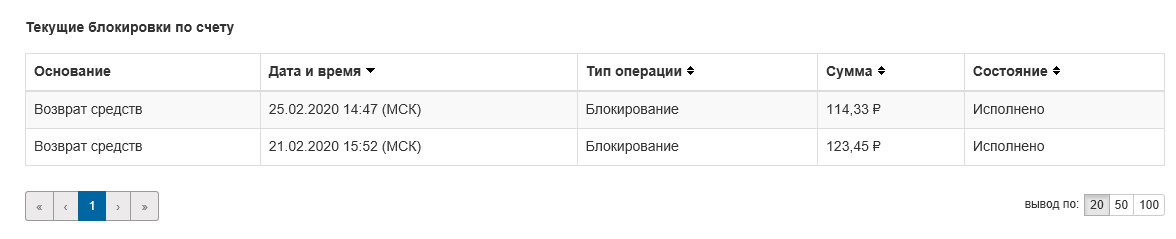 Текущие блокировки по счету
Основание Дата и время Тип операции Сумма Состояние
Возврат средств 25.02.2020 14:47 (МСК) Блокирование 114,33 ₽ Исполнено
Возврат средств 21.02.2020 15:52 (МСК) Блокирование 123,45 ₽ Исполнено
« ‹ 1 › » вывод по: 20 50 100